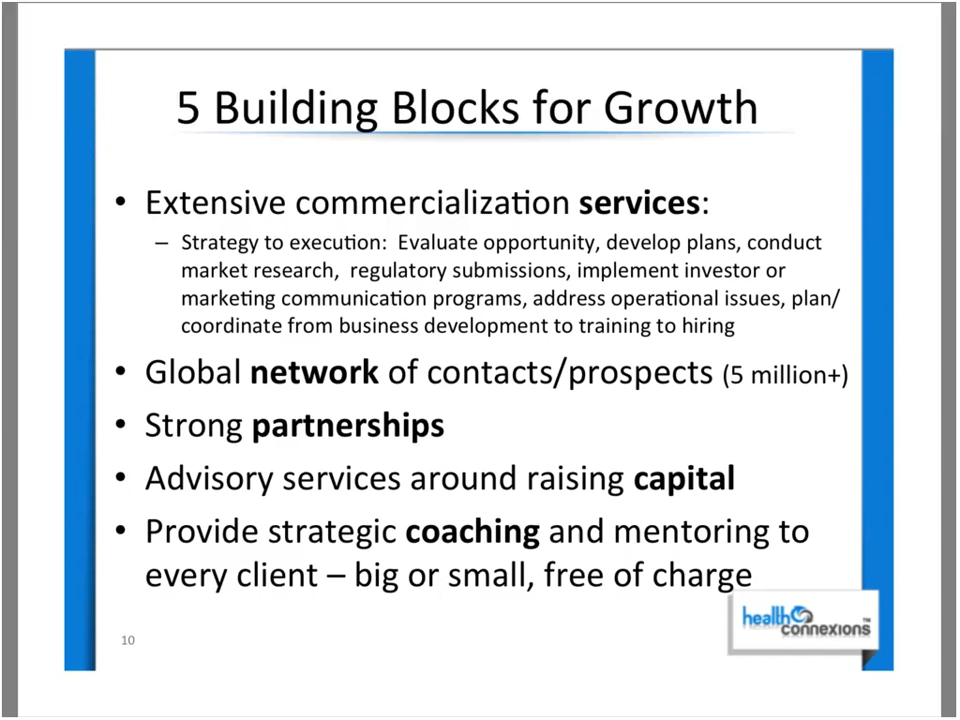 5 Building Blocks for Growth
• Extensive commercialization services:
– Strategy to execution:  Evaluate opportunity, develop plans, conduct
market research,  regulatory submissions, implement investor or
marketing communication programs, address operational issues, plan/
coordinate from business development to training to hiring
• Global network of contacts/prospects (5 million+)
• Strong partnerships
• Advisory services around raising capital
• Provide strategic coaching and mentoring to
every client – big or small, free of charge
health
connexions™
10